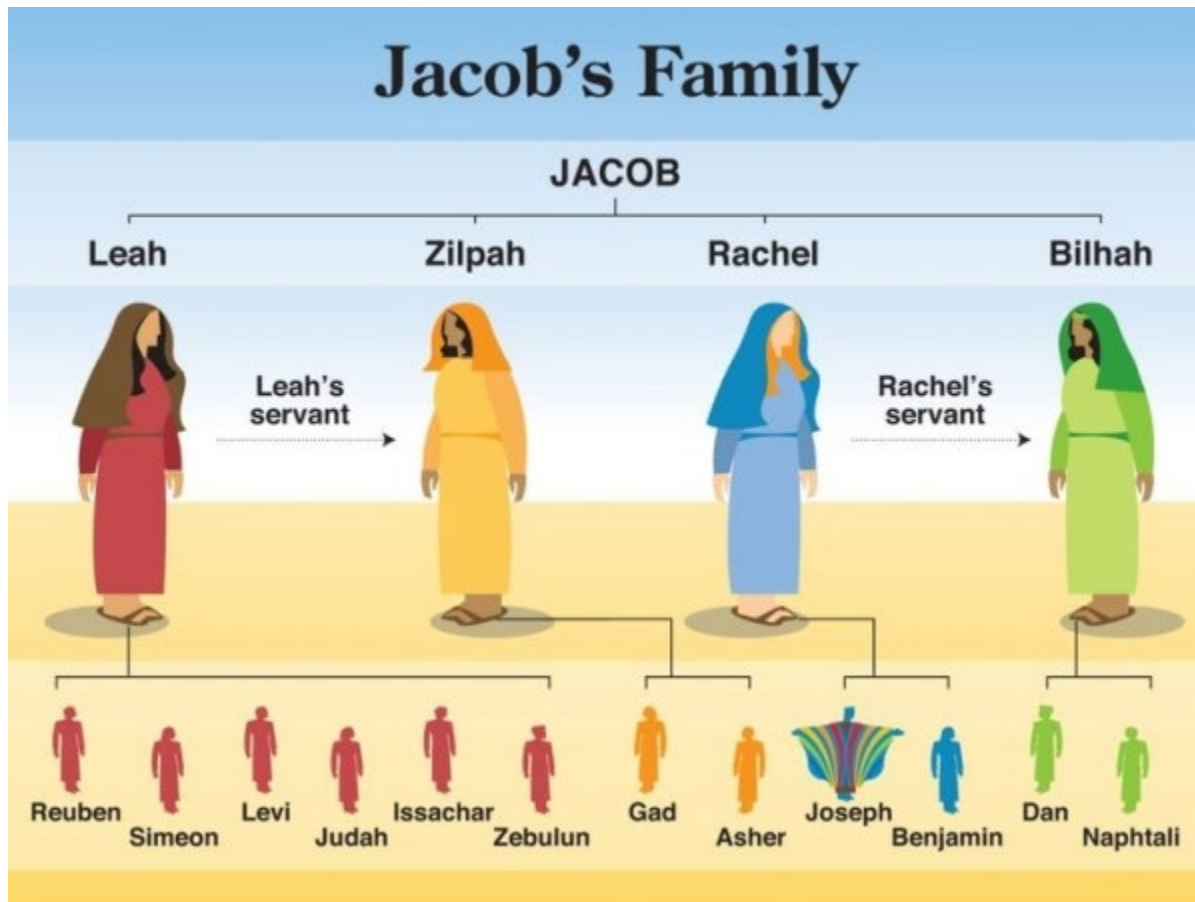 Jacob's Family
JACOB
Leah
Zilpah
Rachel
Bilhah
Leah's
servant
Rachel's
servant
Reuben
Simeon
Levi
Judah
Issachar
Zebulun
Gad
Asher
Joseph
Benjamin
Dan
Naphtali